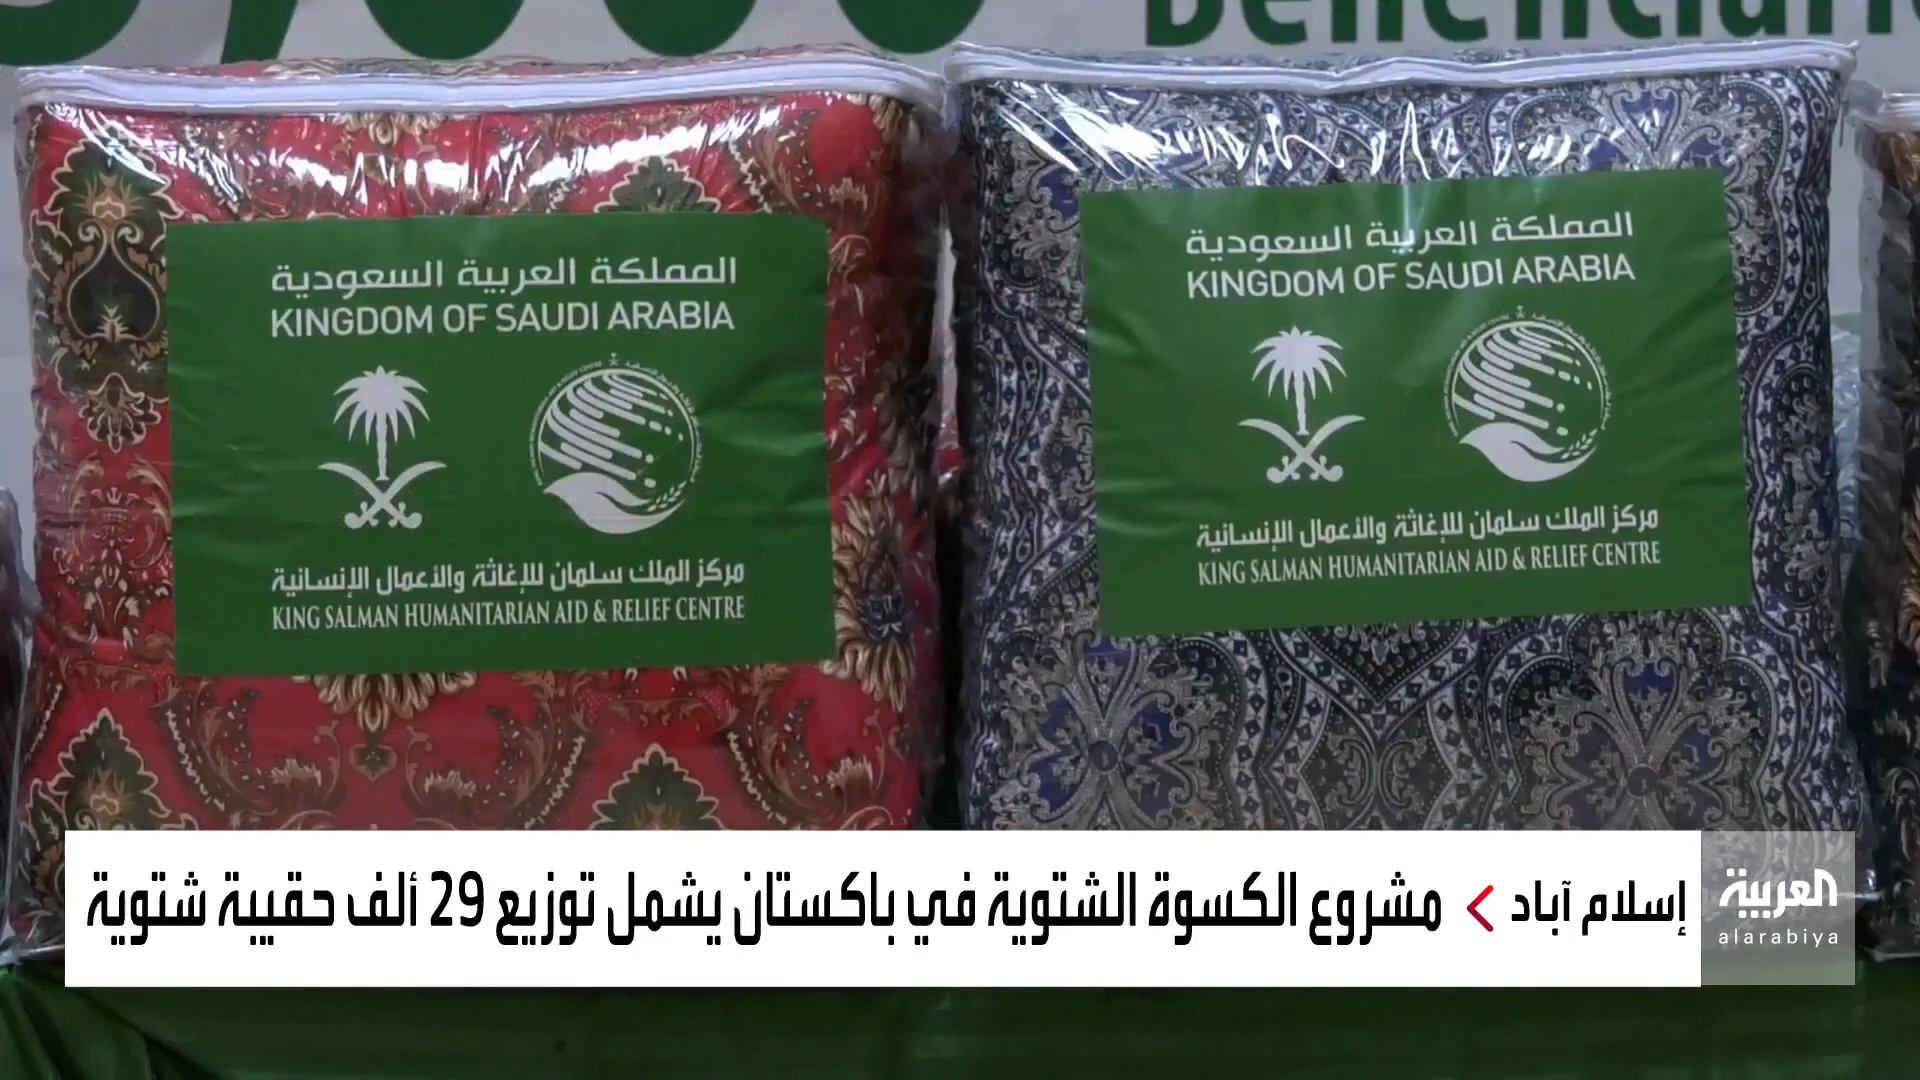 المملكة العربية السعودية
KINGDOM OF SAUDI ARABIA
مركز الملك سلمان للإغاثة والأعمال الإنسانية
KING SALMAN HUMANITARIAN AID & RELIEF CENTRE
المملكة العربية السعودية
KINGDOM OF SAUDI ARABIA
مركز الملك سلمان للإغاثة والأعمال الإنسانية
KING SALMAN HUMANITARIAN AID & RELIEF CENTRE
إسلام آباد > مشروع الكسوة الشتوية في باكستان يشمل توزيع 29 ألف حقيبة شتوية
العربية
alarabiya